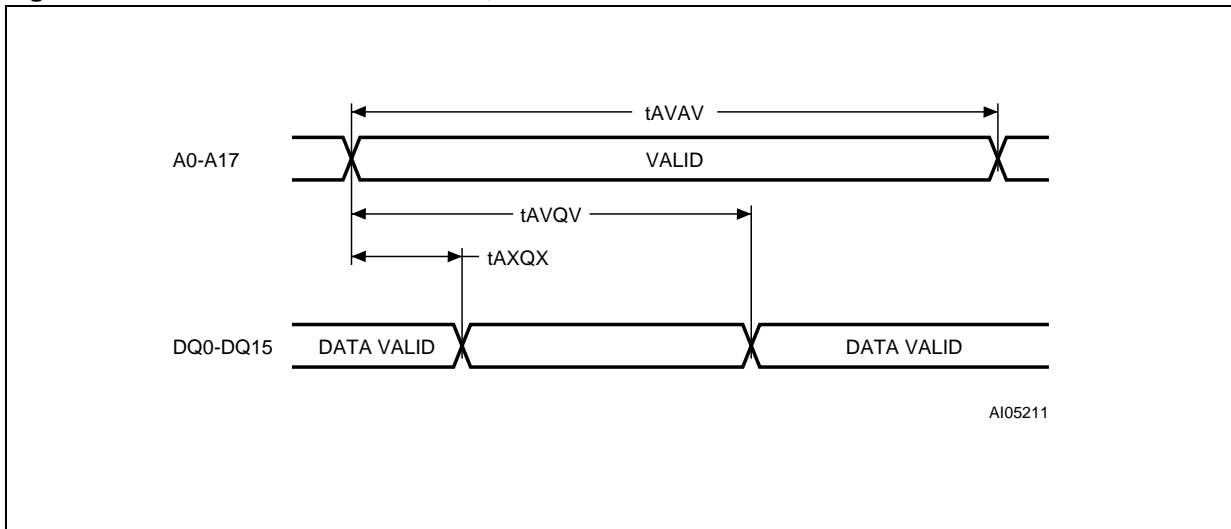 tAVAV
A0-A17 VALID
tAVQV
tAXQX
DQ0-DQ15 DATA VALID DATA VALID
AI05211